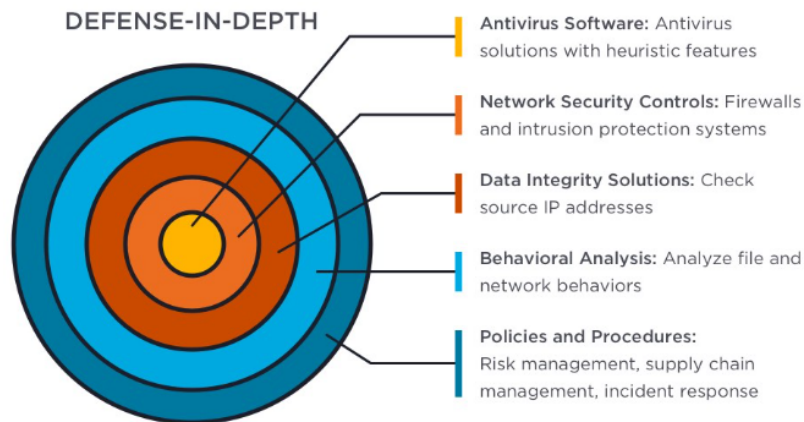 DEFENSE-IN-DEPTH
Antivirus Software: Antivirus
solutions with heuristic features
Network Security Controls: Firewalls
and intrusion protection systems
Data Integrity Solutions: Check
source IP addresses
Behavioral Analysis: Analyze file and
network behaviors
Policies and Procedures:
Risk management, supply chain
management, incident response